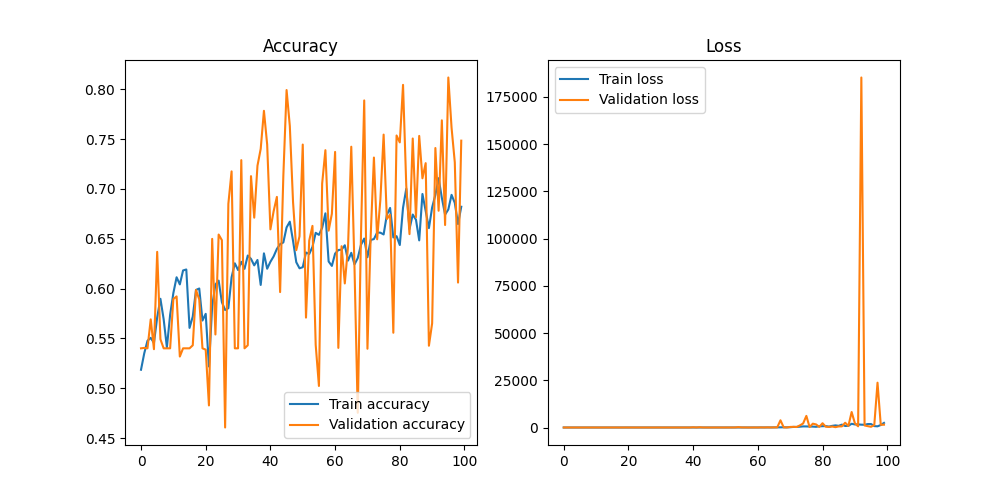 Accuracy
0.80
0.75
0.70
0.65
0.60
0.55
0.50
0.45
0 20 40 60 80 100
Train accuracy
Validation accuracy
Loss
Train loss
Validation loss
175000
150000
125000
100000
75000
50000
25000
0
0 20 40 60 80 100